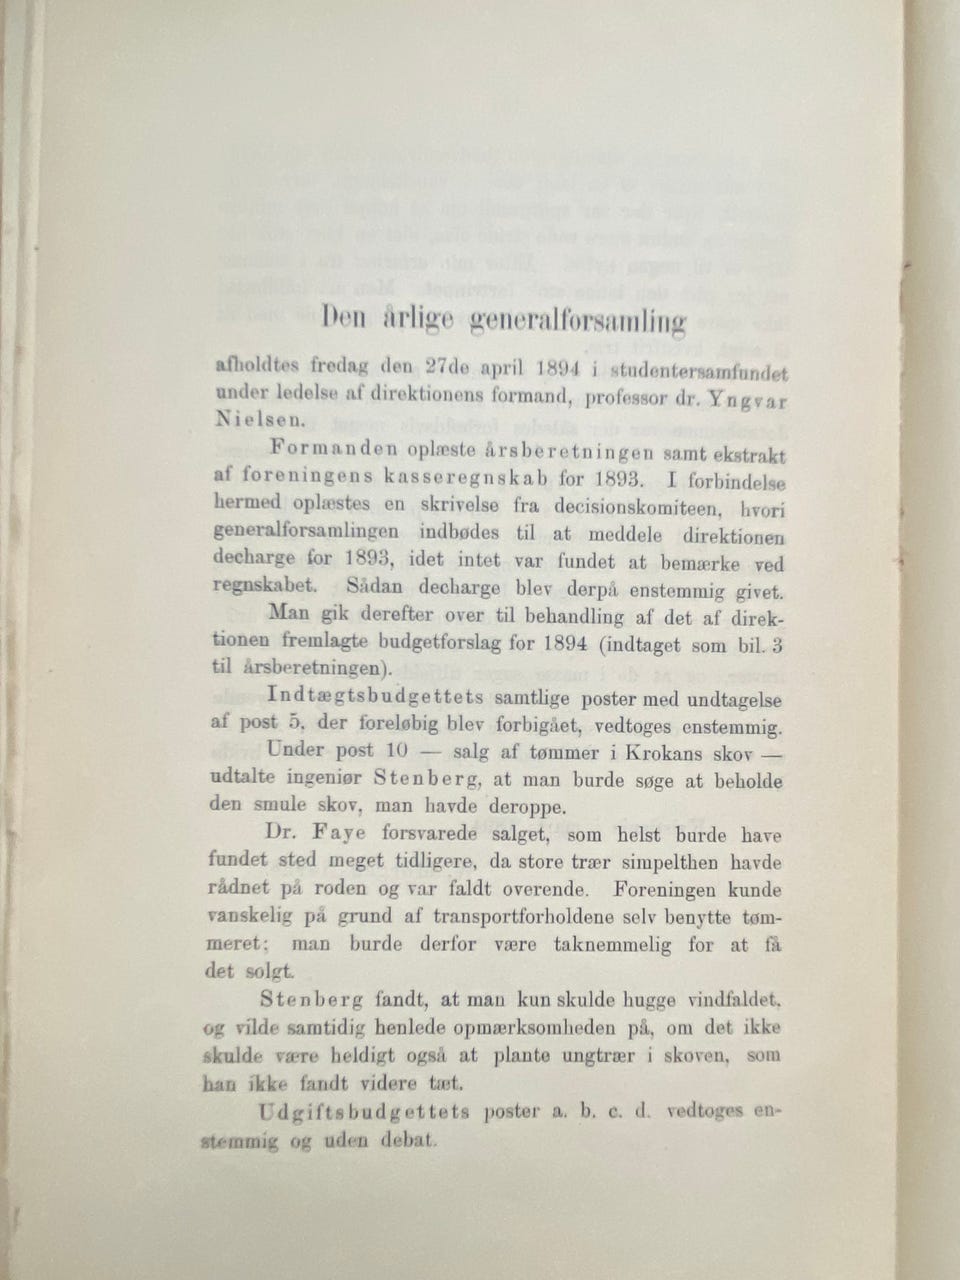 Den årlige generalforsamling
afholdtes fredag den 27de april 1894 i studentersamfundet
under ledelse af direktionens formand, professor dr. Yngvar
Nielsen.
Formanden oplæste årsberetningen samt ekstrakt
af foreningens kasseregnskab for 1893. I forbindelse
hermed oplæstes en skrivelse fra decisionskomiteen, hvori
generalforsamlingen indbødes til at meddele direktionen
decharge for 1893, idet intet var fundet at bemærke ved
regnskabet. Sådan decharge blev derpå enstemmig givet.
Man gik derefter over til behandling af det af direk-
tionen fremlagte budgetforslag for 1894 (indtaget som bil. 3
til årsberetningen).
Indtægtsbudgettets samtlige poster med undtagelse
af post 5, der foreløbig blev forbigået, vedtoges enstemmig.
Under post 10 — salg af tømmer i Krokans skov —
udtalte ingeniør Stenberg, at man burde søge at beholde
den smule skov, man havde deroppe.
Dr. Faye forsvarede salget, som helst burde have
fundet sted meget tidligere, da store trær simpelthen havde
rådnet på roden og var faldt overende. Foreningen kunde
vanskelig på grund af transportforholdene selv benytte tøm-
meret; man burde derfor være taknemmelig for at få
det solgt.
Stenberg fandt, at man kun skulde hugge vindfaldet,
og vilde samtidig henlede opmærksomheden på, om det ikke
skulde være heldigt også at plante ungtrær i skoven, som
han ikke fandt videre tæt.
Udgiftsbudgettets poster a. b. c. d. vedtoges en-
stemmig og uden debat.